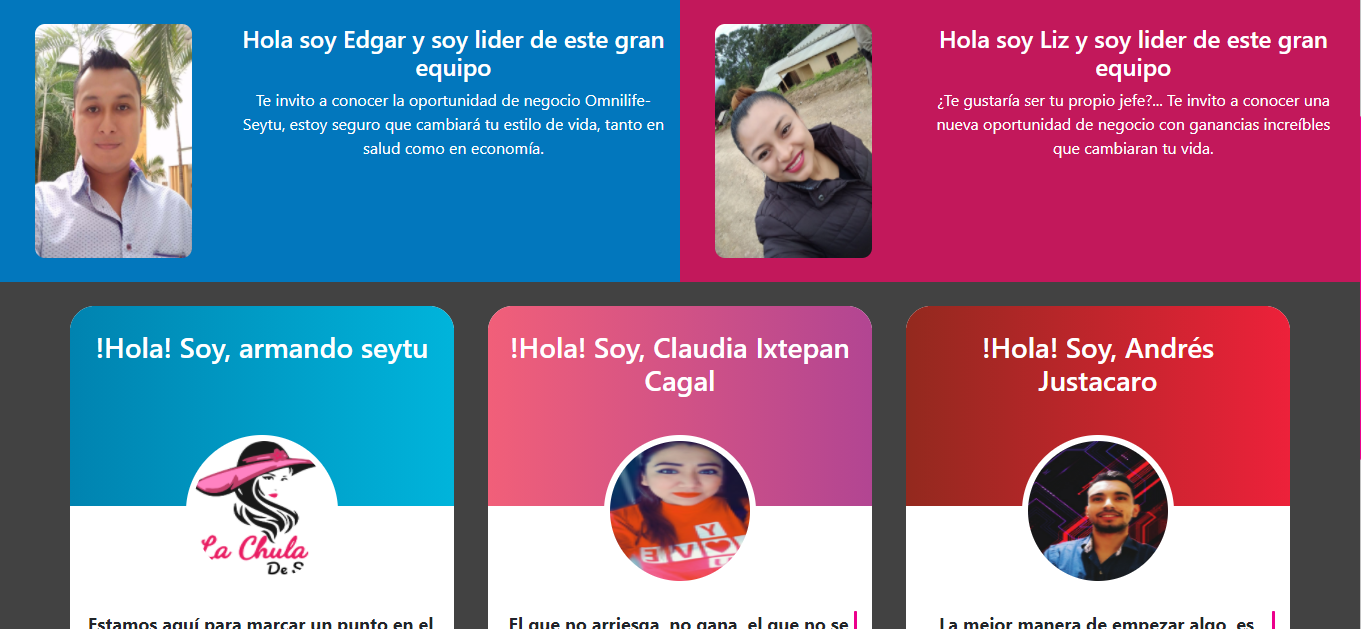 Hola soy Edgar y soy lider de este gran
equipo
Te invito a conocer la oportunidad de negocio Omnilife-
Seytu, estoy seguro que cambiará tu estilo de vida, tanto en
salud como en economía.
Hola soy Liz y soy lider de este gran
equipo
¿Te gustaría ser tu propio jefe?... Te invito a conocer una
nueva oportunidad de negocio con ganancias increíbles
que cambiaran tu vida.
!Hola! Soy, armando seytu
La Chula
De S
Estamos aquí para marcar un punto en el
!Hola! Soy, Claudia Ixtepan
Cagal
El que no arriesga, no gana, el que no se
!Hola! Soy, Andrés
Justacaro
La mejor manera de empezar algo, es